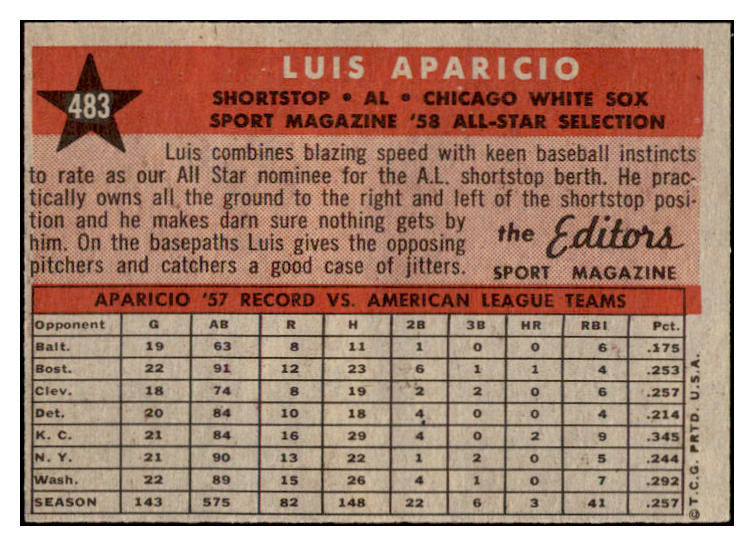 483
LUIS APARICIO
SHORTSTOP • AL • CHICAGO WHITE SOX
SPORT MAGAZINE '58 ALL-STAR SELECTION
Luis combines blazing speed with keen baseball instincts
to rate as our All Star nominee for the A.L. shortstop berth. He prac-
tically owns all the ground to the right and left of the shortstop posi-
tion and he makes darn sure nothing gets by
him. On the basepaths Luis gives the opposing
pitchers and catchers a good case of jitters.
the Editors
SPORT MAGAZINE
APARICIO '57 RECORD VS. AMERICAN LEAGUE TEAMS
Opponent G AB R H 2B 3B HR RBI Pct.
Balt. 19 63 8 11 1 0 0 6 .175
Bost. 22 91 12 23 6 1 1 4 .253
Clev. 18 74 8 19 2 2 0 6 .257
Det. 20 84 10 18 4 0 0 4 .214
K. C. 21 84 16 29 4 0 2 9 .345
N. Y. 21 90 13 22 1 2 0 5 .244
Wash. 22 89 15 26 4 1 0 7 .292
SEASON 143 575 82 148 22 6 3 41 .257
© T.C.G. PRTD. U.S.A.